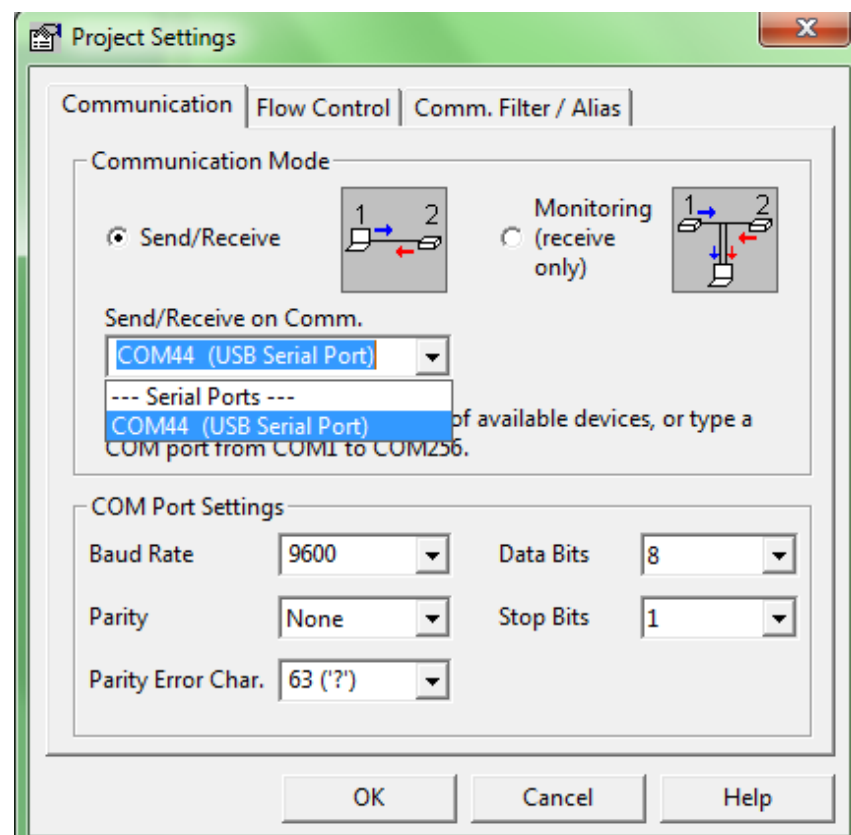 Project Settings
Communication
Flow Control
Comm. Filter / Alias
Communication Mode
Send/Receive
1 2
Monitoring
(receive
only)
1 2
Send/Receive on Comm.
COM44 (USB Serial Port)
--- Serial Ports ---
COM44 (USB Serial Port)
of available devices, or type a
COM port from COM1 to COM256.
COM Port Settings
Baud Rate 9600 Data Bits 8
Parity None Stop Bits 1
Parity Error Char. 63 ('?')
OK Cancel Help